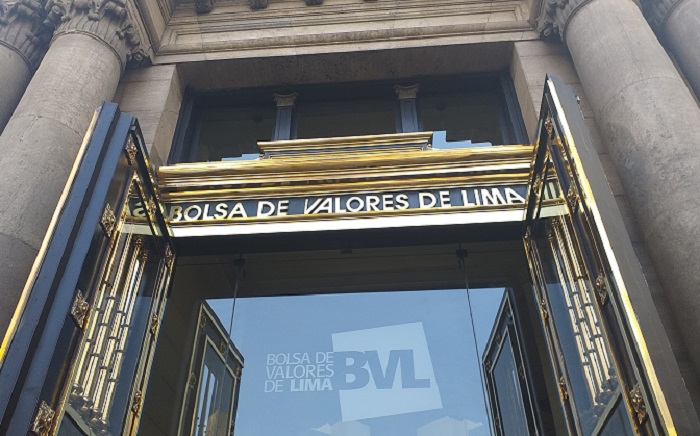 BOLSA DE VALORES DE LIMA
BOLSA DE
VALORES
DE LIMA
BVL